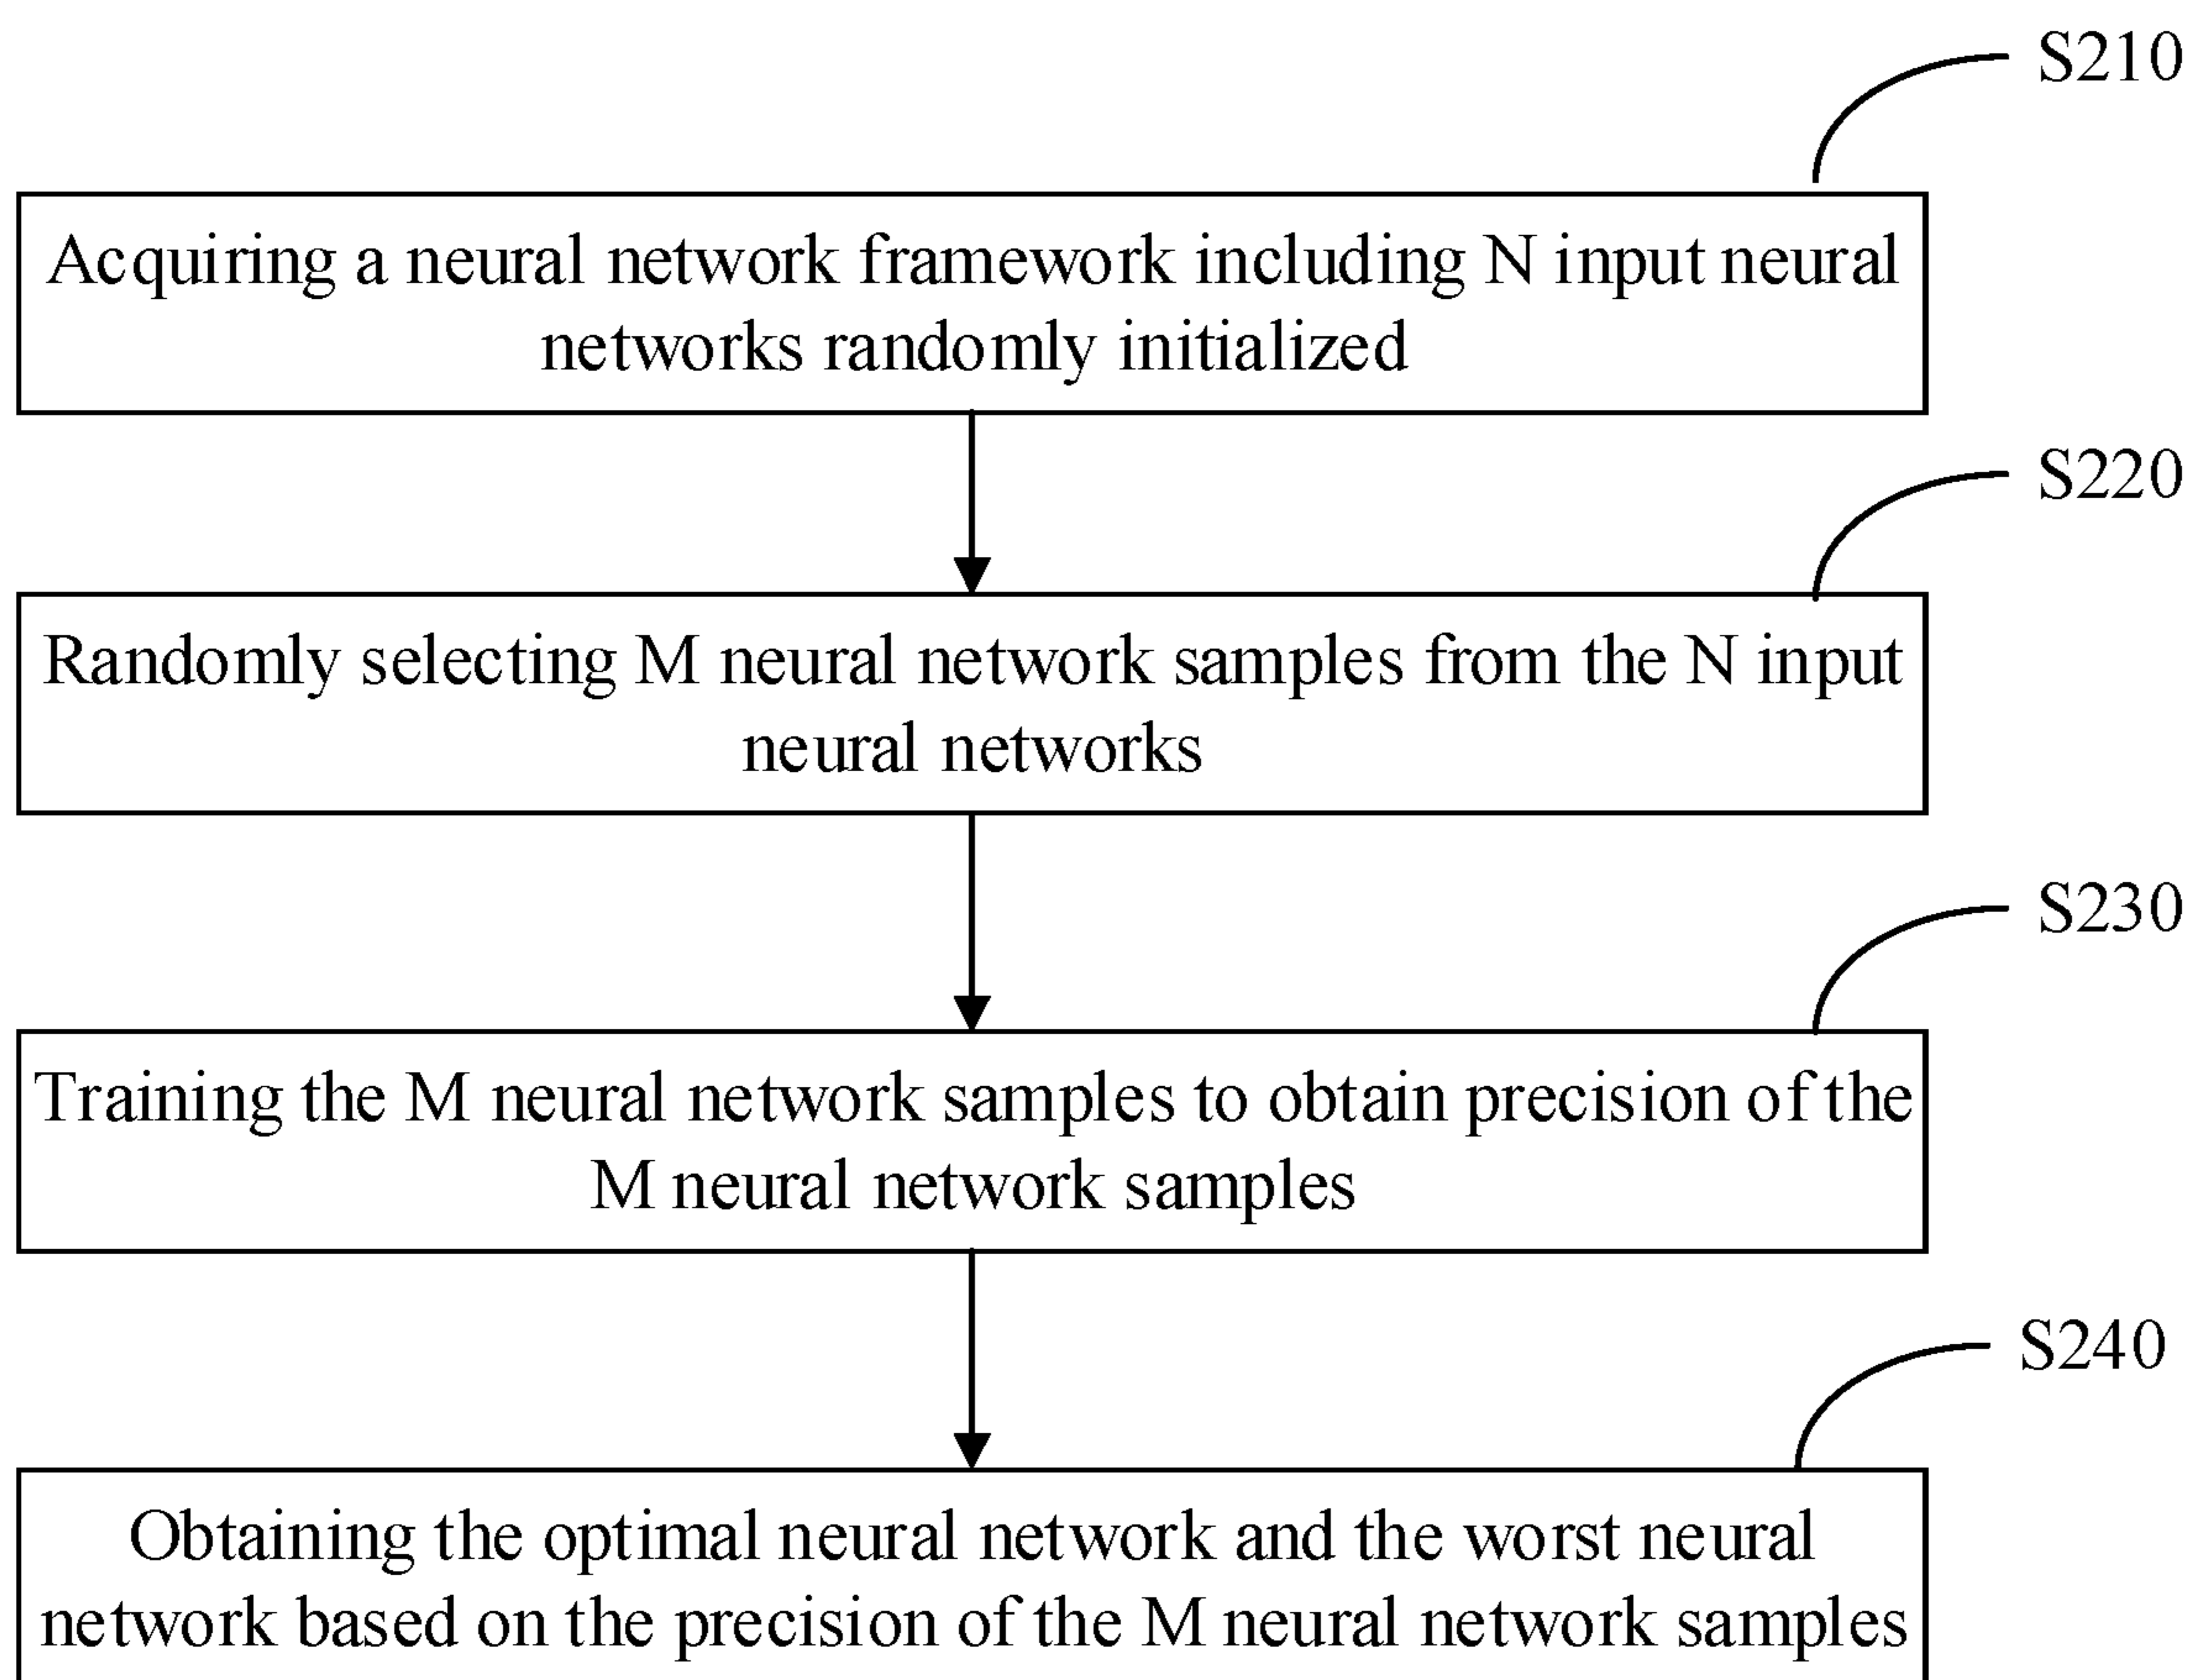 S210
Acquiring a neural network framework including N input neural
networks randomly initialized
S220
Randomly selecting M neural network samples from the N input
neural networks
S230
Training the M neural network samples to obtain precision of the
M neural network samples
S240
Obtaining the optimal neural network and the worst neural
network based on the precision of the M neural network samples